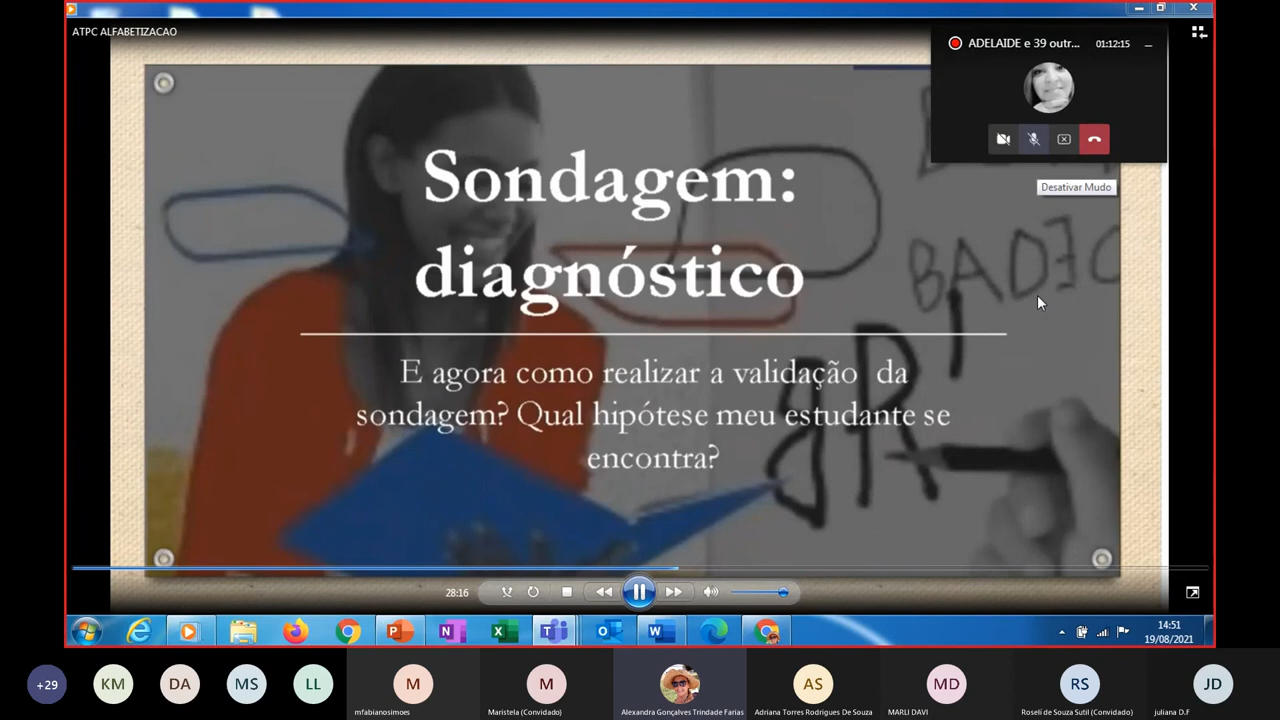 ATPC ALFABETIZACAO
ADELAIDE e 39 outr...
01:12:15
Desativar Mudo
Sondagem:
diagnóstico
E agora como realizar a validação da
sondagem? Qual hipótese meu estudante se
encontra?
BADEC
28:16
14:51
19/08/2021
+29
KM
DA
MS
LL
M
M
AS
MD
RS
JD
mfabianosimoes
Maristela (Convidado)
Alexandra Gonçalves Trindade Farias
Adriana Torres Rodrigues De Souza
MARLI DAVI
Roselí de Souza Sutil (Convidado)
juliana D.F